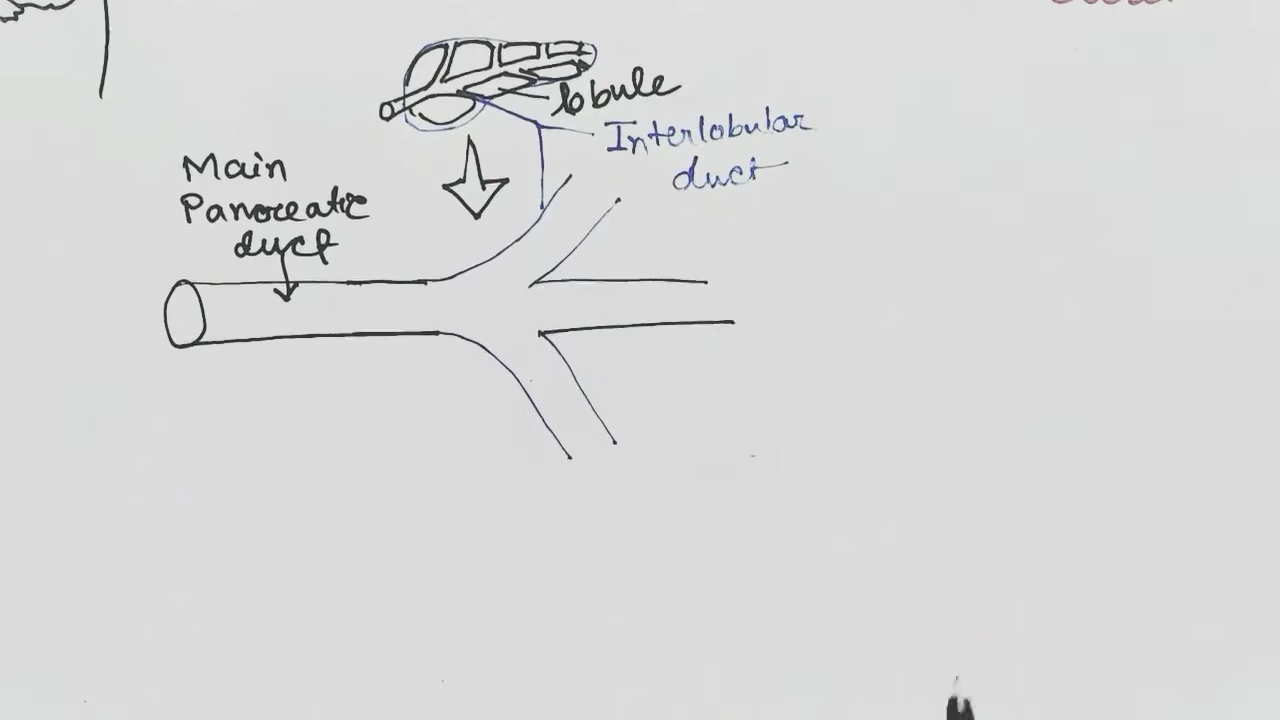 lobule
Interlobular
duct
Main
Pancreatic
duct